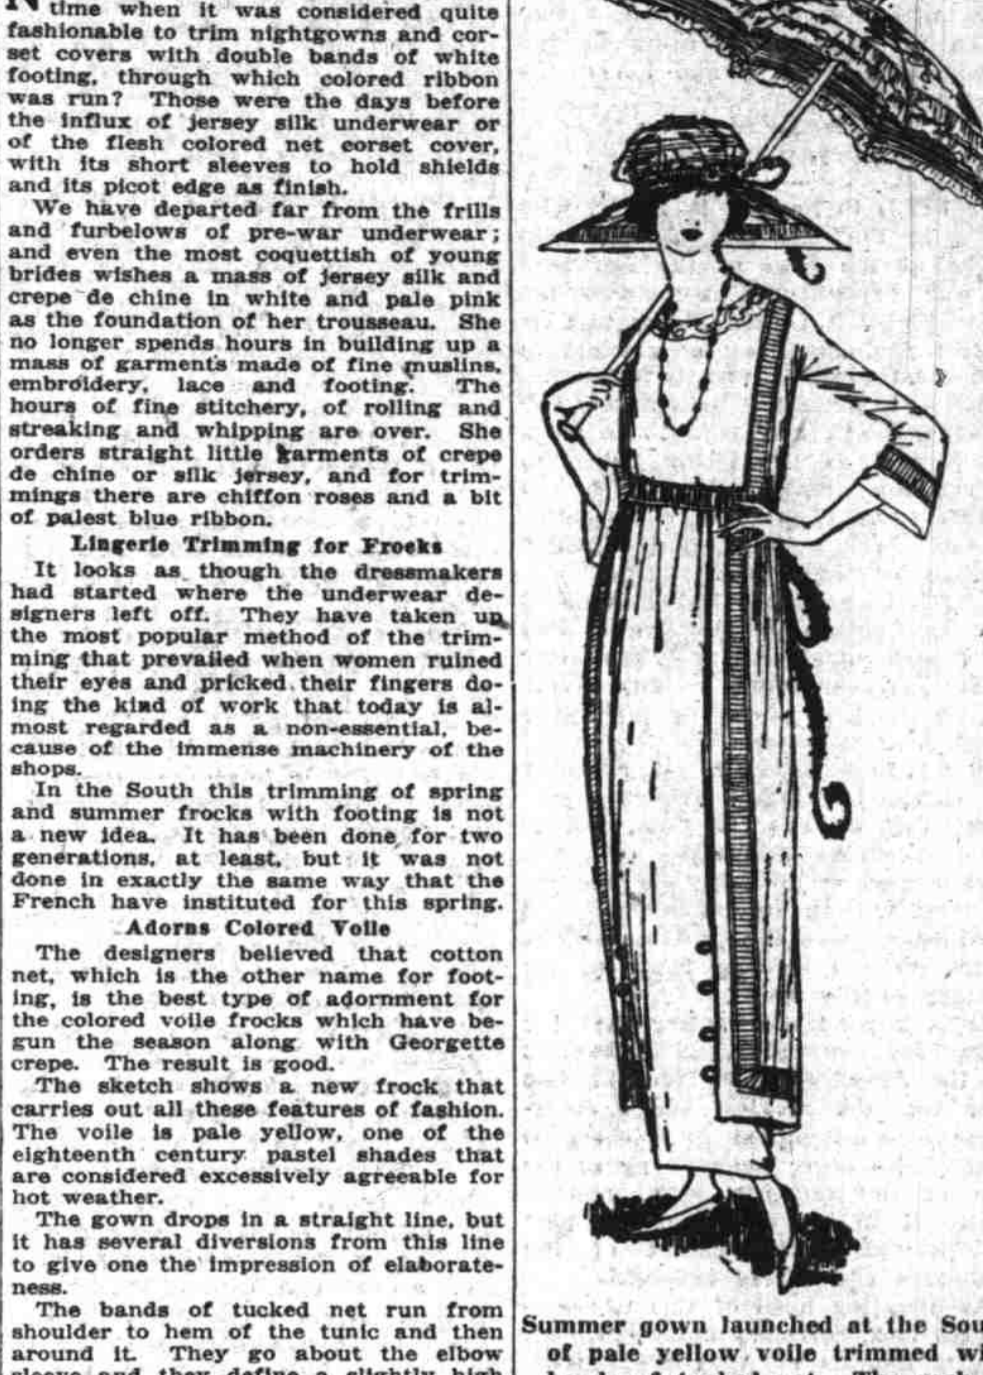 time when it was considered quite
fashionable to trim nightgowns and cor-
set covers with double bands of white
footing, through which colored ribbon
was run? Those were the days before
the influx of jersey silk underwear or
of the flesh colored net corset cover,
with its short sleeves to hold shields
and its picot edge as finish.
We have departed far from the frills
and furbelows of pre-war underwear;
and even the most coquettish of young
brides wishes a mass of jersey silk and
crepe de chine in white and pale pink
as the foundation of her trousseau. She
no longer spends hours in building up a
mass of garments made of fine muslins,
embroidery, lace and footing. The
hours of fine stitchery, of rolling and
streaking and whipping are over. She
orders straight little garments of crepe
de chine or silk jersey, and for trim-
mings there are chiffon roses and a bit
of palest blue ribbon.
Lingerie Trimming for Frocks
It looks as though the dressmakers
had started where the underwear de-
signers left off. They have taken up
the most popular method of the trim-
ming that prevailed when women ruined
their eyes and pricked their fingers do-
ing the kind of work that today is al-
most regarded as a non-essential, be-
cause of the immense machinery of the
shops.
In the South this trimming of spring
and summer frocks with footing is not
a new idea. It has been done for two
generations, at least, but it was not
done in exactly the same way that the
French have instituted for this spring.
Adorns Colored Voile
The designers believed that cotton
net, which is the other name for foot-
ing, is the best type of adornment for
the colored voile frocks which have be-
gun the season along with Georgette
crepe. The result is good.
The sketch shows a new frock that
carries out all these features of fashion.
The voile is pale yellow, one of the
eighteenth century pastel shades that
are considered excessively agreeable for
hot weather.
The gown drops in a straight line, but
it has several diversions from this line
to give one the impression of elaborate-
ness.
The bands of tucked net run from
shoulder to hem of the tunic and then
around it. They go about the elbow
Summer gown launched at the Sou
of pale yellow voile trimmed wi